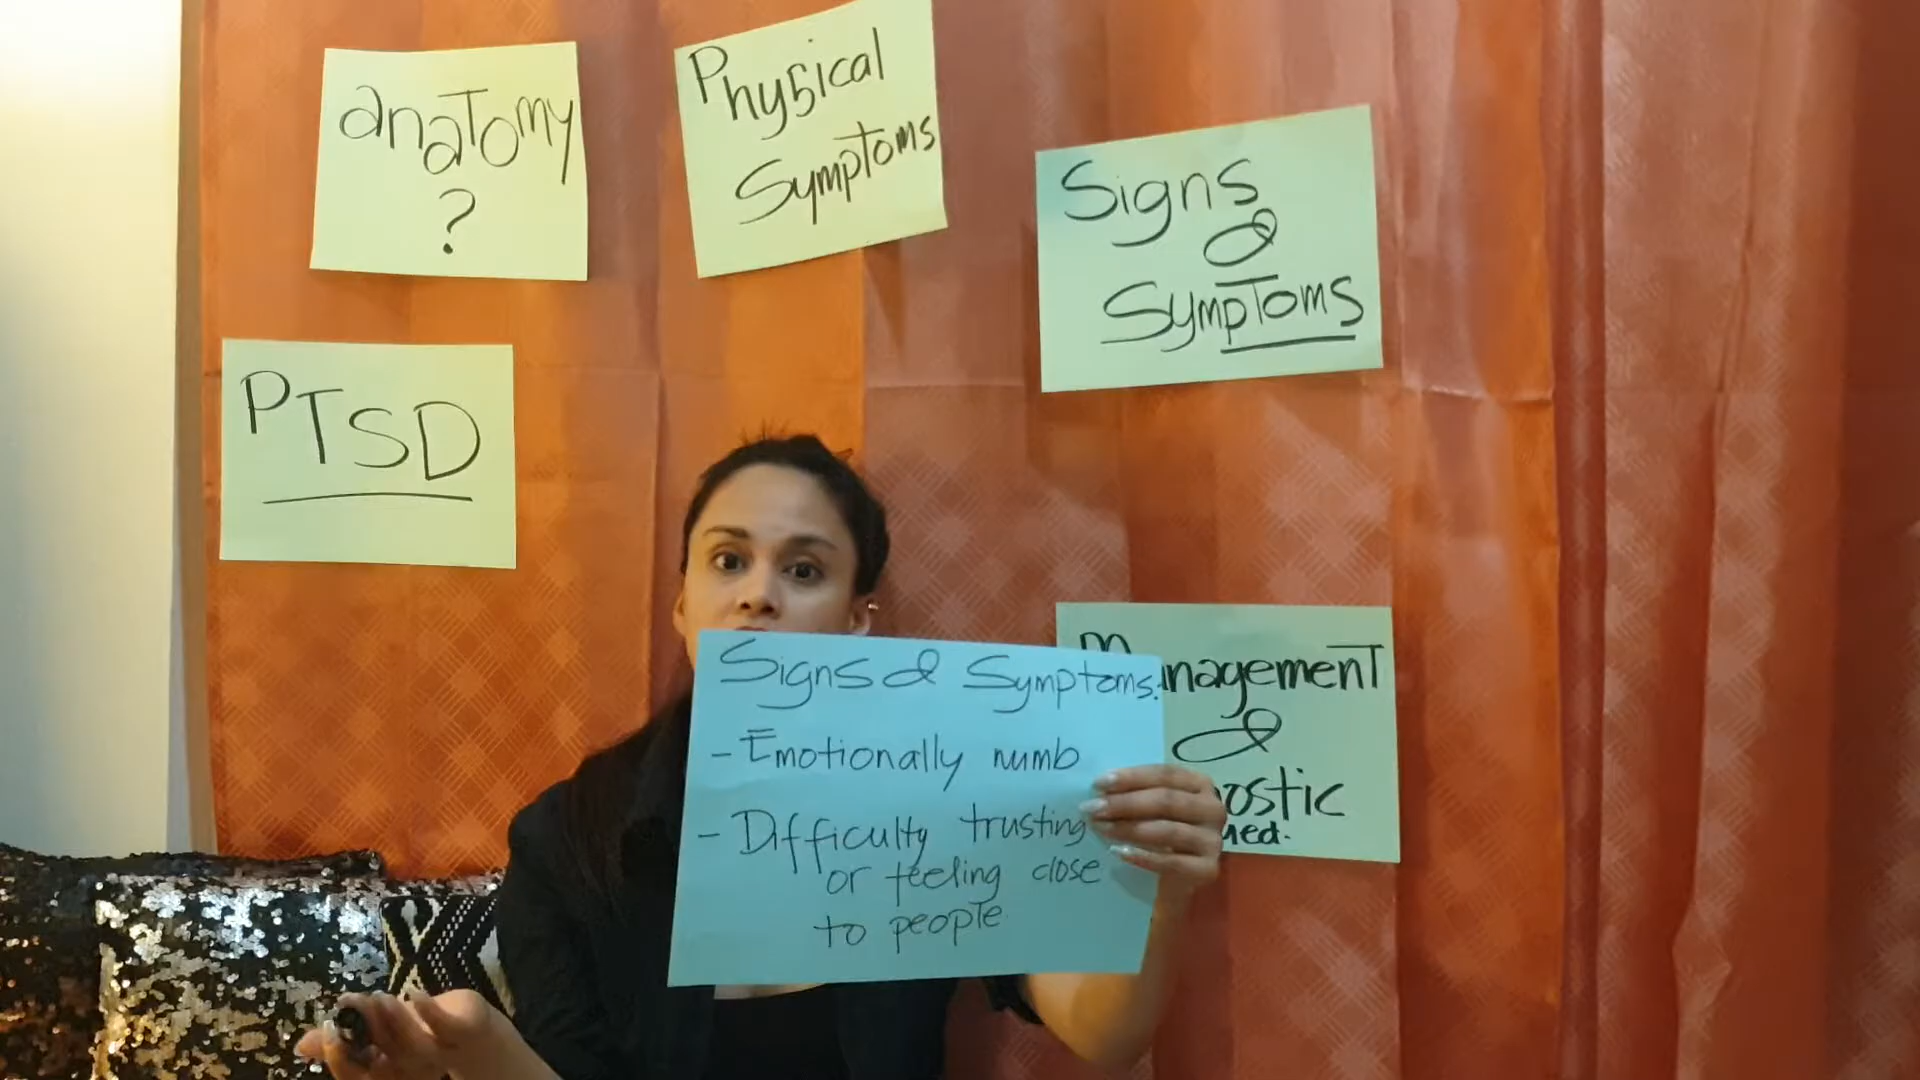 anatomy
?
Physical
Symptoms
Signs
&
Symptoms
PTSD
Signs & Symptoms:
- Emotionally numb
- Difficulty trusting
or feeling close
to people
&